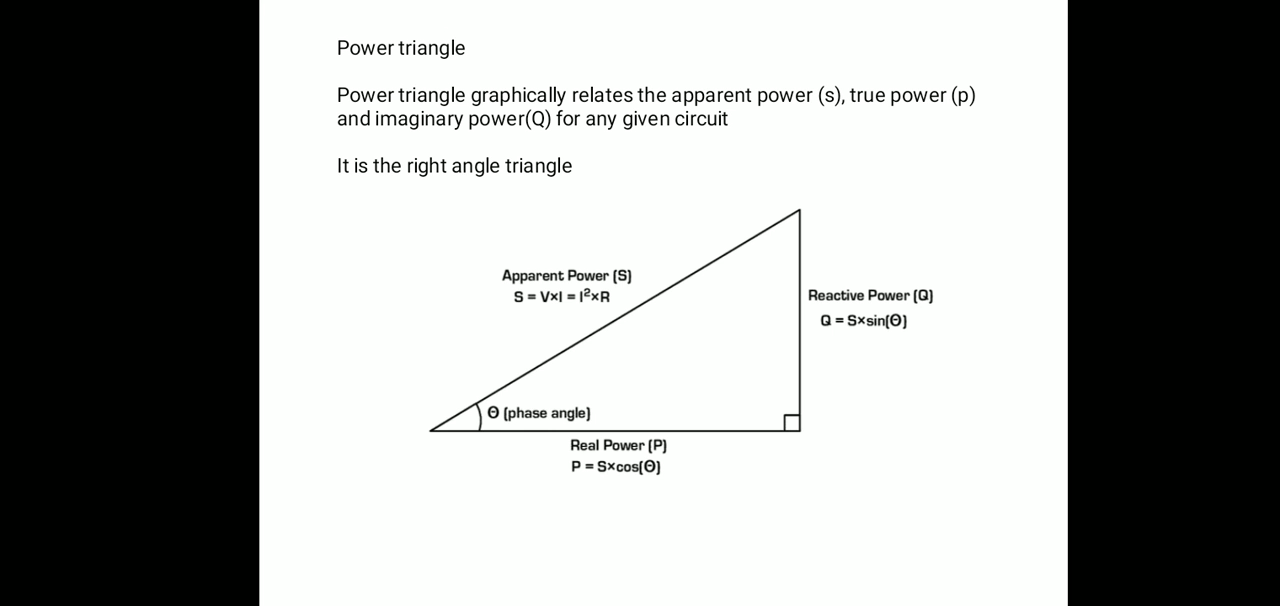 Power triangle
Power triangle graphically relates the apparent power (s), true power (p)
and imaginary power(Q) for any given circuit
It is the right angle triangle
Apparent Power (S)
S = V×I = I²×R
Reactive Power (Q)
Q = S×sin(Θ)
Θ (phase angle)
Real Power (P)
P = S×cos(Θ)